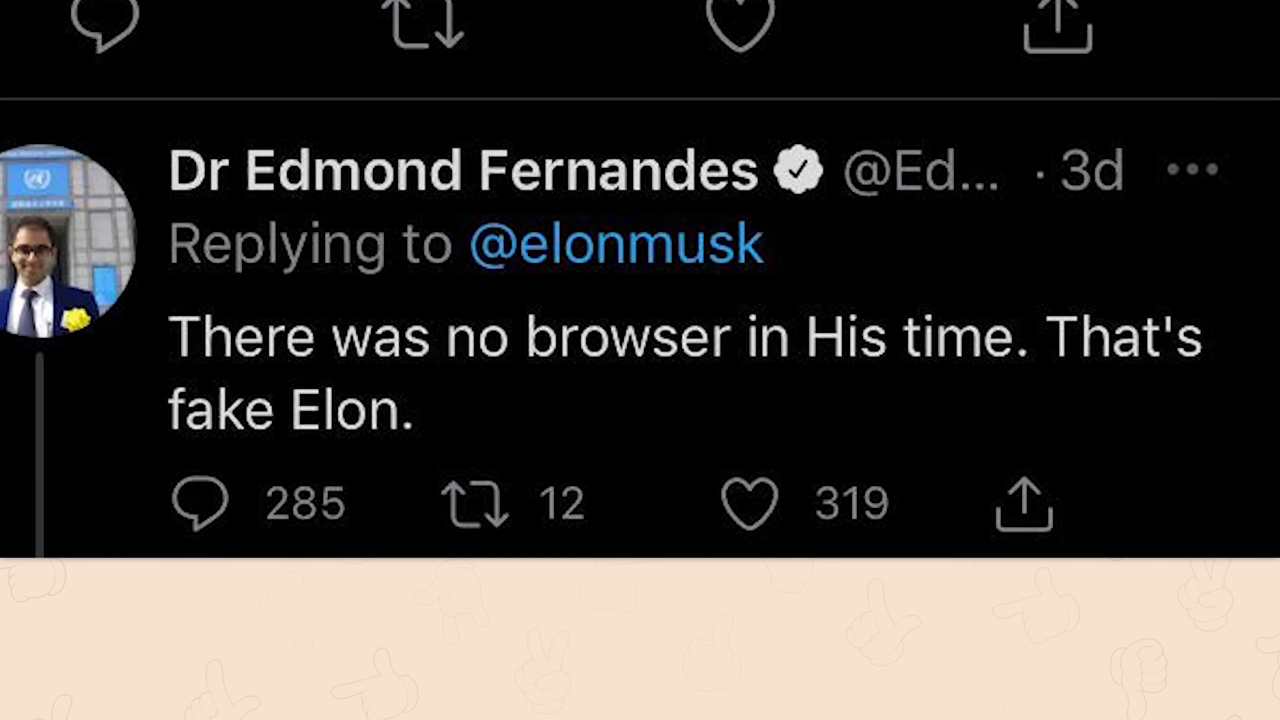 Dr Edmond Fernandes @Ed... · 3d ...
Replying to @elonmusk
There was no browser in His time. That's
fake Elon.
285 12 319